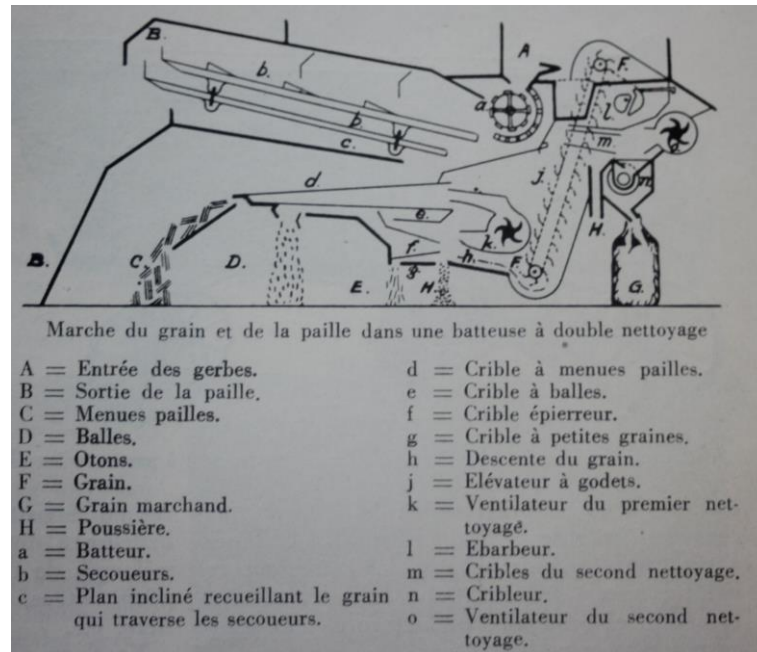 B.
A
F.
b.
a
l.
b.
c.
m.
j.
n
d.
e.
H.
k.
f.
h.
F.
g
B.
C.
D.
E.
H.
G.
Marche du grain et de la paille dans une batteuse à double nettoyage
A = Entrée des gerbes.
B = Sortie de la paille.
C = Menues pailles.
D = Balles.
E = Otons.
F = Grain.
G = Grain marchand.
H = Poussière.
a = Batteur.
b = Secoueurs.
c = Plan incliné recueillant le grain
qui traverse les secoueurs.
d = Crible à menues pailles.
e = Crible à balles.
f = Crible épierreur.
g = Crible à petites graines.
h = Descente du grain.
j = Elévateur à godets.
k = Ventilateur du premier net-
toyage.
l = Ebarbeur.
m = Cribles du second nettoyage.
n = Cribleur.
o = Ventilateur du second net-
toyage.